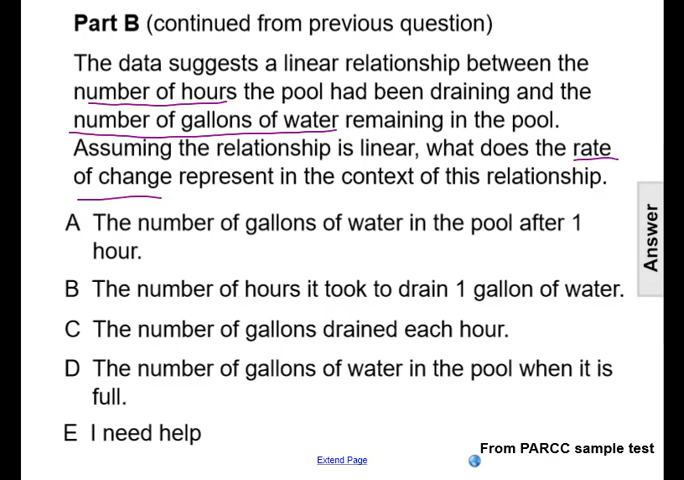 Part B (continued from previous question)
The data suggests a linear relationship between the
number of hours the pool had been draining and the
number of gallons of water remaining in the pool.
Assuming the relationship is linear, what does the rate
of change represent in the context of this relationship.
A The number of gallons of water in the pool after 1
hour.
B The number of hours it took to drain 1 gallon of water.
C The number of gallons drained each hour.
D The number of gallons of water in the pool when it is
full.
E I need help
Answer
From PARCC sample test
Extend Page